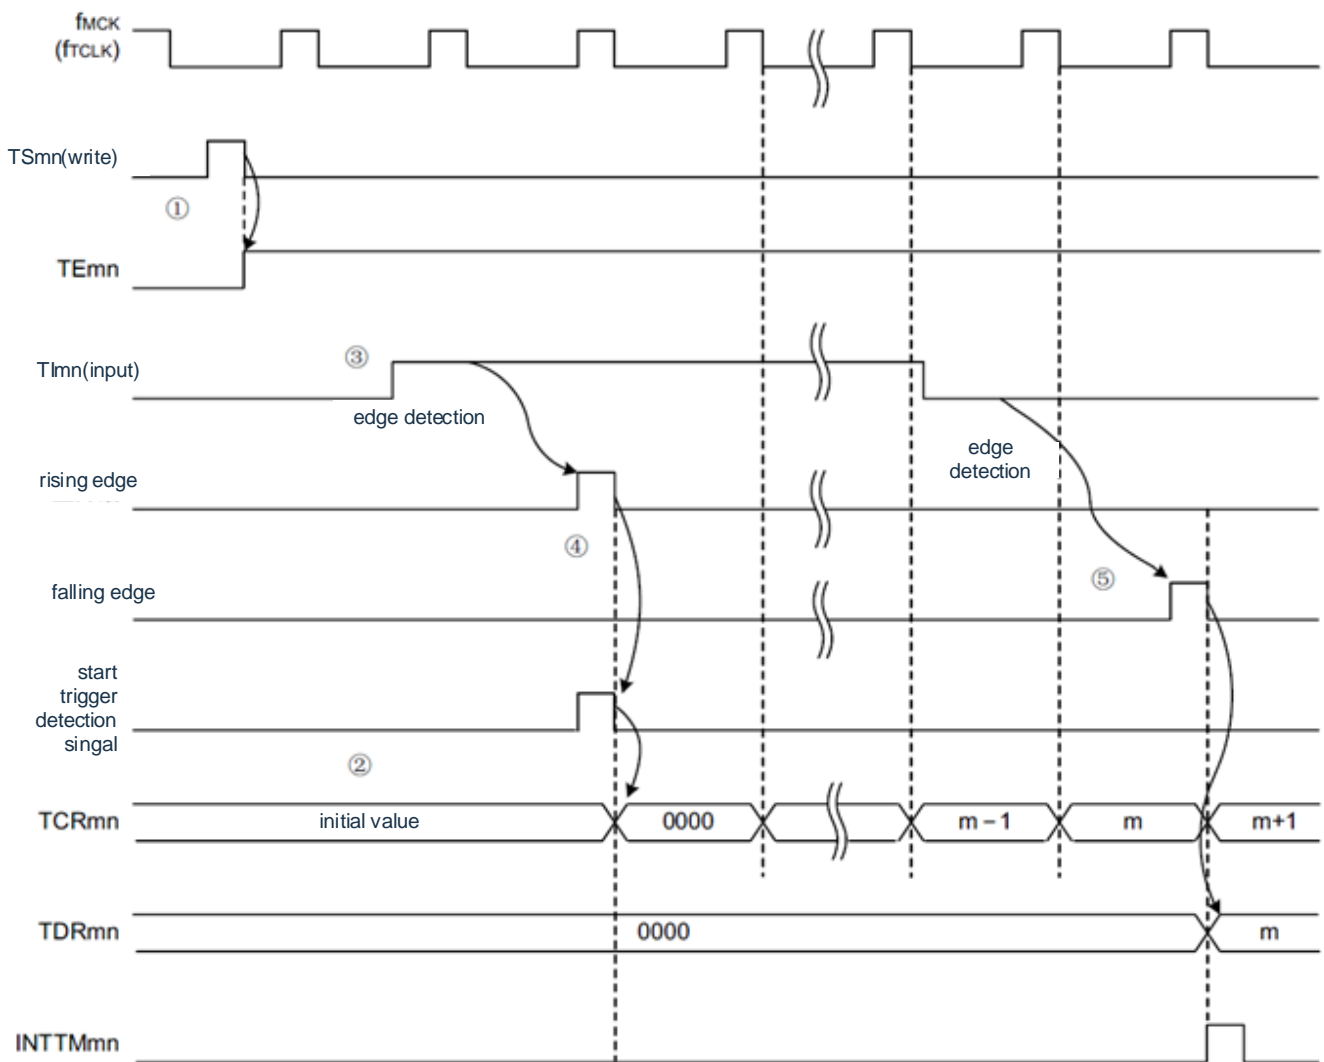 fMCK
(fTCLK)
TSmn(write)
①
TEmn
③
TImn(input)
edge detection
edge
detection
rising edge
④
⑤
falling edge
start
trigger
detection
singal
②
TCRmn
initial value
0000
m – 1
m
m+1
TDRmn
0000
m
INTTMmn